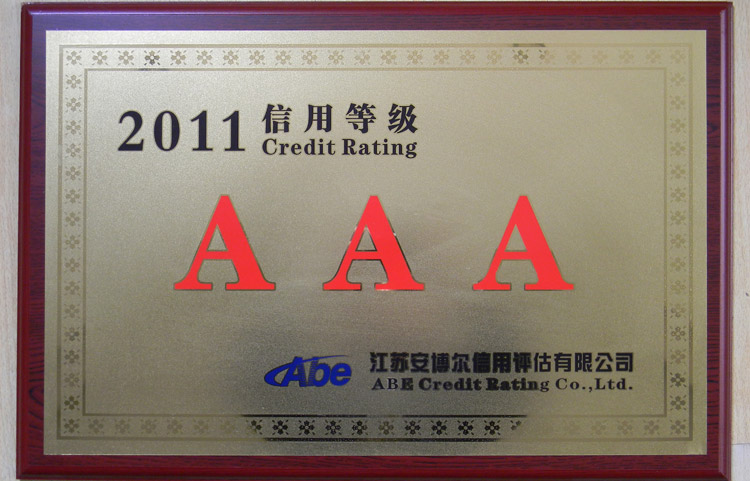 2011 信用等级
Credit Rating
AAA
Abe 江苏安博尔信用评估有限公司
ABE Credit Rating Co.,Ltd.